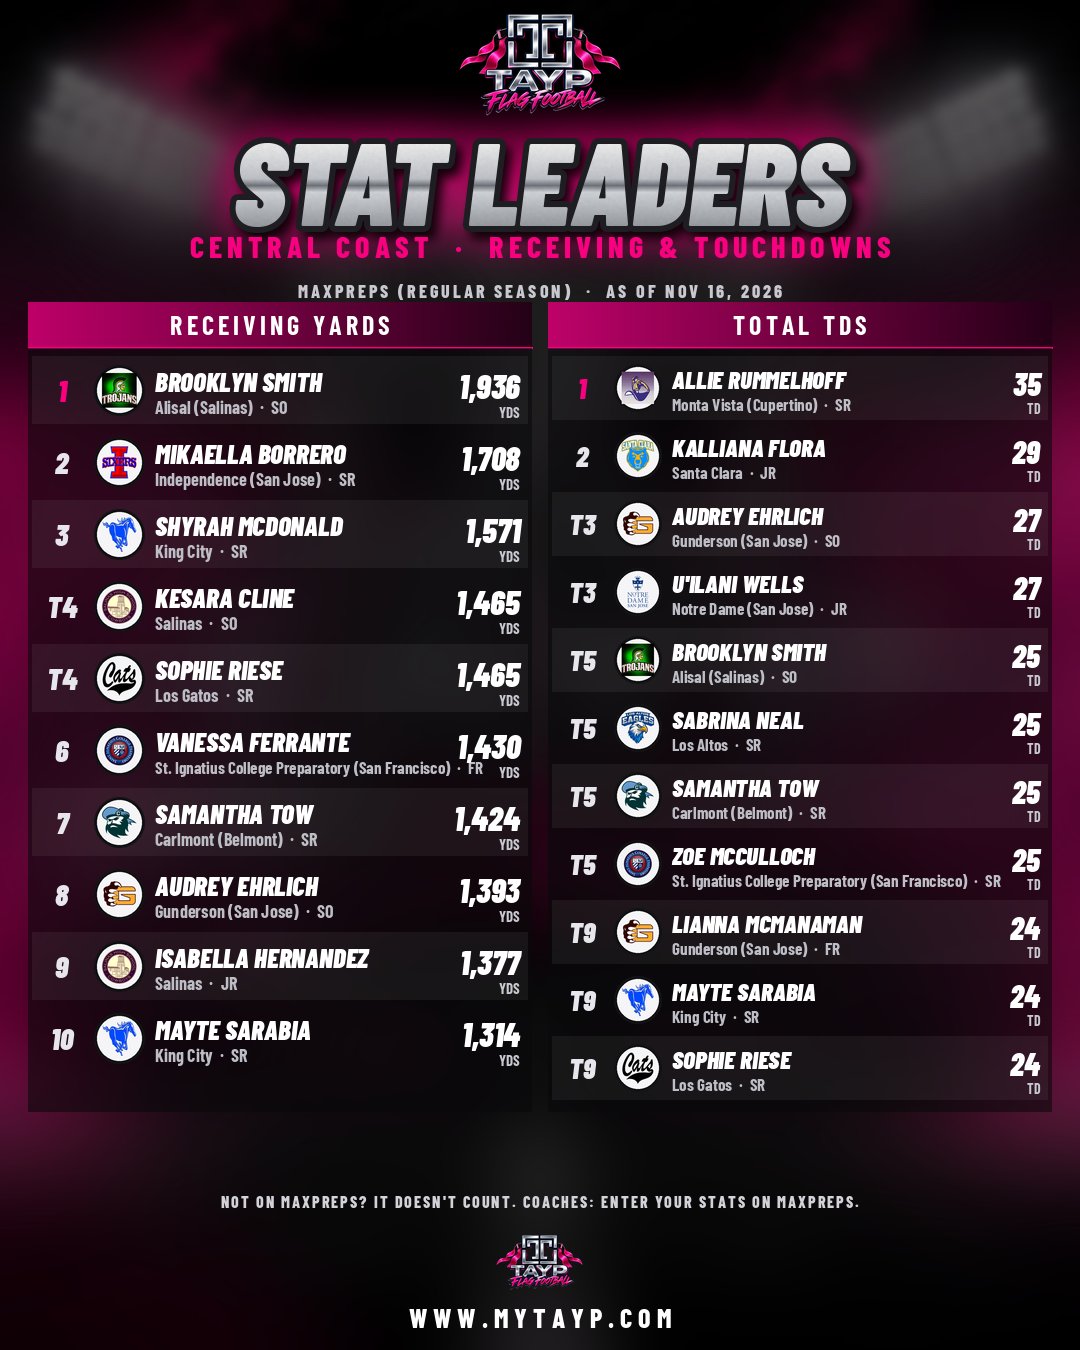 TAYP
FLAG FOOTBALL
STAT LEADERS
CENTRAL COAST · RECEIVING & TOUCHDOWNS
MAXPREPS (REGULAR SEASON) · AS OF NOV 16, 2026
RECEIVING YARDS
1 TROJANS BROOKLYN SMITH 1,936
Alisal (Salinas) · SO YDS
2 SIXERS MIKAELLA BORRERO 1,708
Independence (San Jose) · SR YDS
3 SHYRAH MCDONALD 1,571
King City · SR YDS
T4 KESARA CLINE 1,465
Salinas · SO YDS
T4 Cats SOPHIE RIESE 1,465
Los Gatos · SR YDS
6 VANESSA FERRANTE 1,430
St. Ignatius College Preparatory (San Francisco) · FR YDS
7 SAMANTHA TOW 1,424
Carlmont (Belmont) · SR YDS
8 G AUDREY EHRLICH 1,393
Gunderson (San Jose) · SO YDS
9 ISABELLA HERNANDEZ 1,377
Salinas · JR YDS
10 MAYTE SARABIA 1,314
King City · SR YDS
TOTAL TDS
1 ALLIE RUMMELHOFF 35
Monta Vista (Cupertino) · SR TD
2 SANTA CLARA KALLIANA FLORA 29
Santa Clara · JR TD
T3 G AUDREY EHRLICH 27
Gunderson (San Jose) · SO TD
T3 NOTRE DAME SAN JOSE U'ILANI WELLS 27
Notre Dame (San Jose) · JR TD
T5 TROJANS BROOKLYN SMITH 25
Alisal (Salinas) · SO TD
T5 EAGLES SABRINA NEAL 25
Los Altos · SR TD
T5 SAMANTHA TOW 25
Carlmont (Belmont) · SR TD
T5 ZOE MCCULLOCH 25
St. Ignatius College Preparatory (San Francisco) · SR TD
T9 G LIANNA MCMANAMAN 24
Gunderson (San Jose) · FR TD
T9 MAYTE SARABIA 24
King City · SR TD
T9 Cats SOPHIE RIESE 24
Los Gatos · SR TD
NOT ON MAXPREPS? IT DOESN'T COUNT. COACHES: ENTER YOUR STATS ON MAXPREPS.
TAYP
FLAG FOOTBALL
WWW.MYTAYP.COM